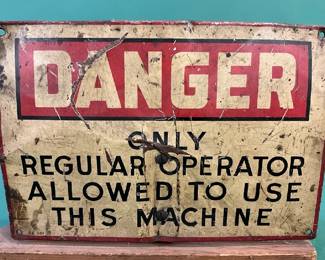 DANGER
ONLY
REGULAR OPERATOR
ALLOWED TO USE
THIS MACHINE